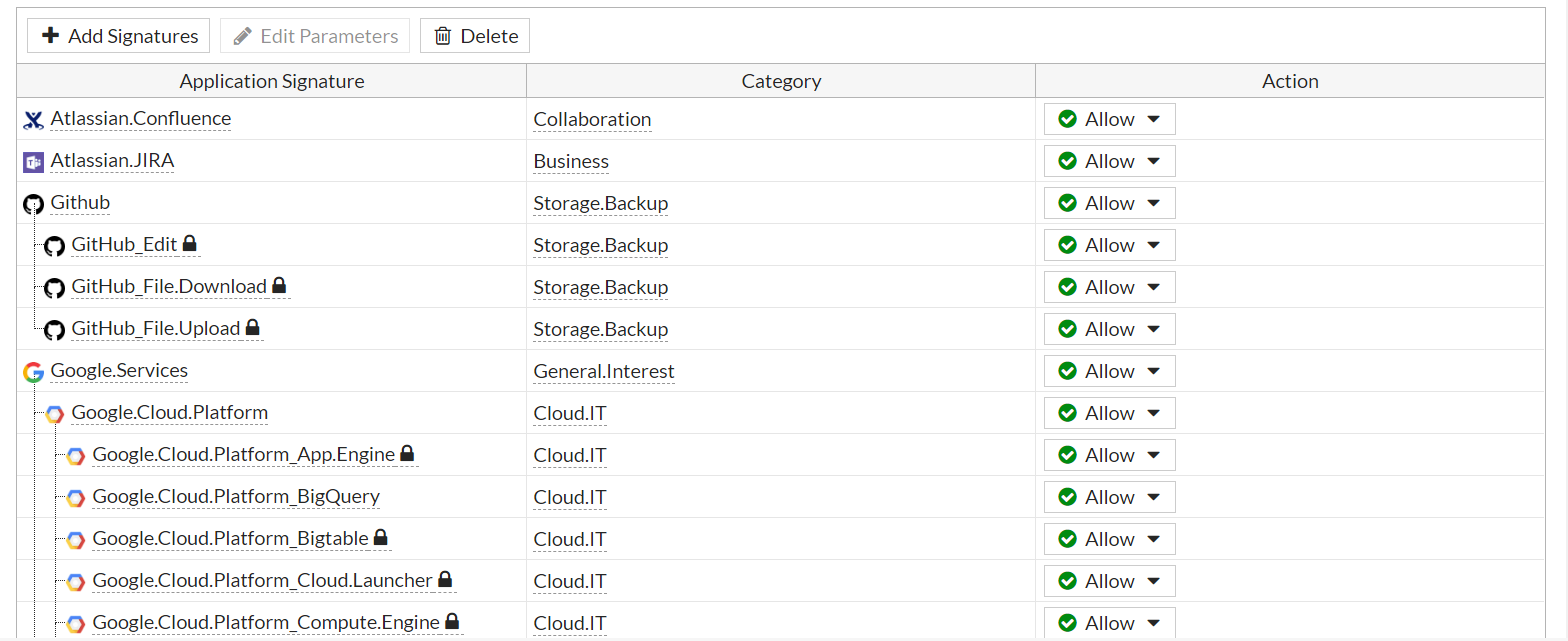 Add Signatures Edit Parameters Delete
Application Signature Category Action
Atlassian.Confluence Collaboration Allow
Atlassian.JIRA Business Allow
Github Storage.Backup Allow
GitHub_Edit Storage.Backup Allow
GitHub_File.Download Storage.Backup Allow
GitHub_File.Upload Storage.Backup Allow
Google.Services General.Interest Allow
Google.Cloud.Platform Cloud.IT Allow
Google.Cloud.Platform_App.Engine Cloud.IT Allow
Google.Cloud.Platform_BigQuery Cloud.IT Allow
Google.Cloud.Platform_Bigtable Cloud.IT Allow
Google.Cloud.Platform_Cloud.Launcher Cloud.IT Allow
Google.Cloud.Platform_Compute.Engine Cloud.IT Allow